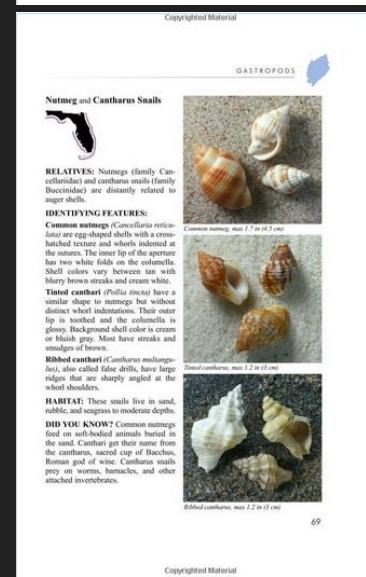 Copyrighted Material
GASTROPODS
Nutmeg and Cantharus Snails
RELATIVES: Nutmegs (family Can-
cellariidae) and cantharus snails (family
Buccinidae) are distantly related to
auger shells.
IDENTIFYING FEATURES:
Common nutmegs (Cancellaria reticu-
lata) are egg-shaped shells with a cross-
hatched texture and whorls indented at
the sutures. The inner lip of the aperture
has two white folds on the columella.
Shell colors vary between tan with
blurry brown streaks and cream white.
Tinted canthari (Pollia tincta) have a
similar shape to nutmegs but without
distinct whorl indentations. Their outer
lip is toothed and the columella is
glossy. Background shell color is cream
or bluish gray. Most have streaks and
smudges of brown.
Ribbed canthari (Cantharus multangu-
lus), also called false drills, have large
ridges that are sharply angled at the
whorl shoulders.
HABITAT: These snails live in sand,
rubble, and seagrass to moderate depths.
DID YOU KNOW? Common nutmegs
feed on soft-bodied animals buried in
the sand. Canthari get their name from
the cantharus, sacred cup of Bacchus,
Roman god of wine. Cantharus snails
prey on worms, barnacles, and other
attached invertebrates.
Common nutmeg, max 1.7 in (4.5 cm)
Tinted cantharus, max 1.2 in (3 cm)
Ribbed cantharus, max 1.2 in (3 cm)
69
Copyrighted Material